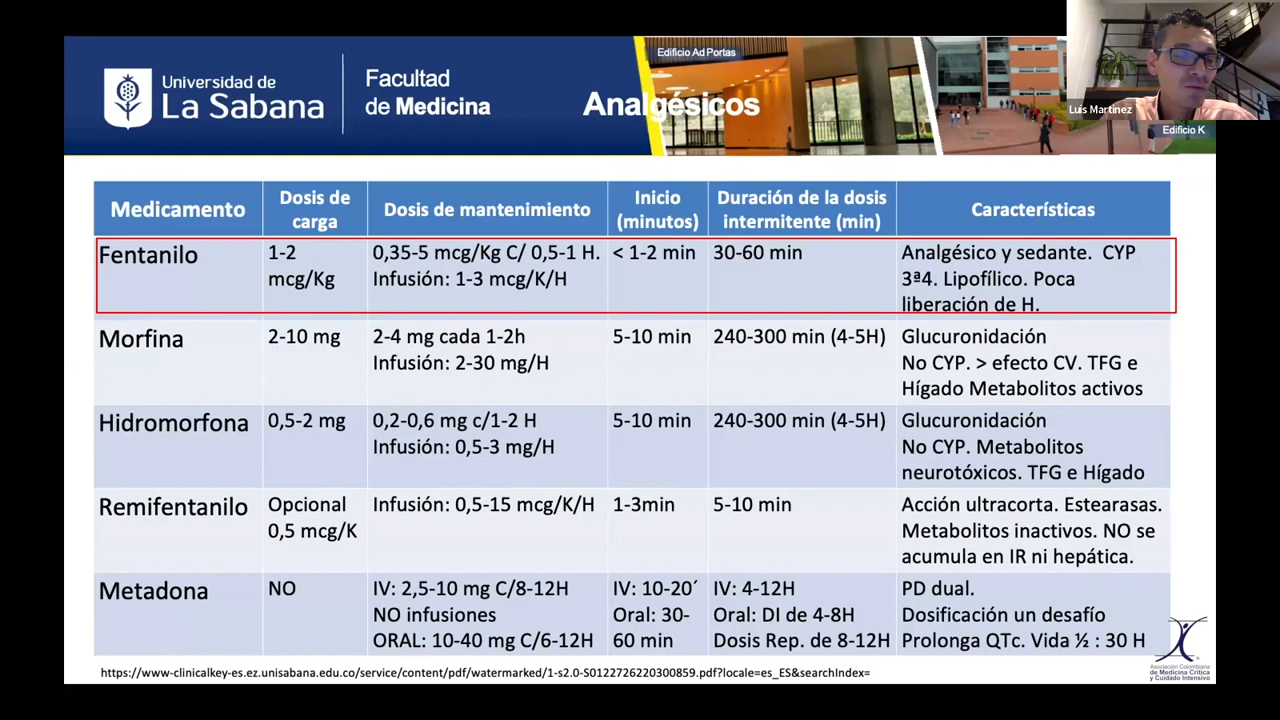 Universidad de
La Sabana
Facultad
de Medicina
Edificio Ad Portas
Analgésicos
Luis Martinez
Edificio K
Medicamento
Dosis de
carga
Dosis de mantenimiento
Inicio
(minutos)
Duración de la dosis
intermitente (min)
Características
Fentanilo
1-2
mcg/Kg
0,35-5 mcg/Kg C/ 0,5-1 H.
Infusión: 1-3 mcg/K/H
< 1-2 min
30-60 min
Analgésico y sedante. CYP
3ª4. Lipofílico. Poca
liberación de H.
Morfina
2-10 mg
2-4 mg cada 1-2h
Infusión: 2-30 mg/H
5-10 min
240-300 min (4-5H)
Glucuronidación
No CYP. > efecto CV. TFG e
Hígado Metabolitos activos
Hidromorfona
0,5-2 mg
0,2-0,6 mg c/1-2 H
Infusión: 0,5-3 mg/H
5-10 min
240-300 min (4-5H)
Glucuronidación
No CYP. Metabolitos
neurotóxicos. TFG e Hígado
Remifentanilo
Opcional
0,5 mcg/K
Infusión: 0,5-15 mcg/K/H
1-3min
5-10 min
Acción ultracorta. Estearasas.
Metabolitos inactivos. NO se
acumula en IR ni hepática.
Metadona
NO
IV: 2,5-10 mg C/8-12H
NO infusiones
ORAL: 10-40 mg C/6-12H
IV: 10-20´
Oral: 30-
60 min
IV: 4-12H
Oral: DI de 4-8H
Dosis Rep. de 8-12H
PD dual.
Dosificación un desafío
Prolonga QTc. Vida ½ : 30 H
https://www-clinicalkey-es.ez.unisabana.edu.co/service/content/pdf/watermarked/1-s2.0-S0122726220300859.pdf?locale=es_ES&searchIndex=
Asociación Colombiana
de Medicina Crítica
y Cuidado Intensivo